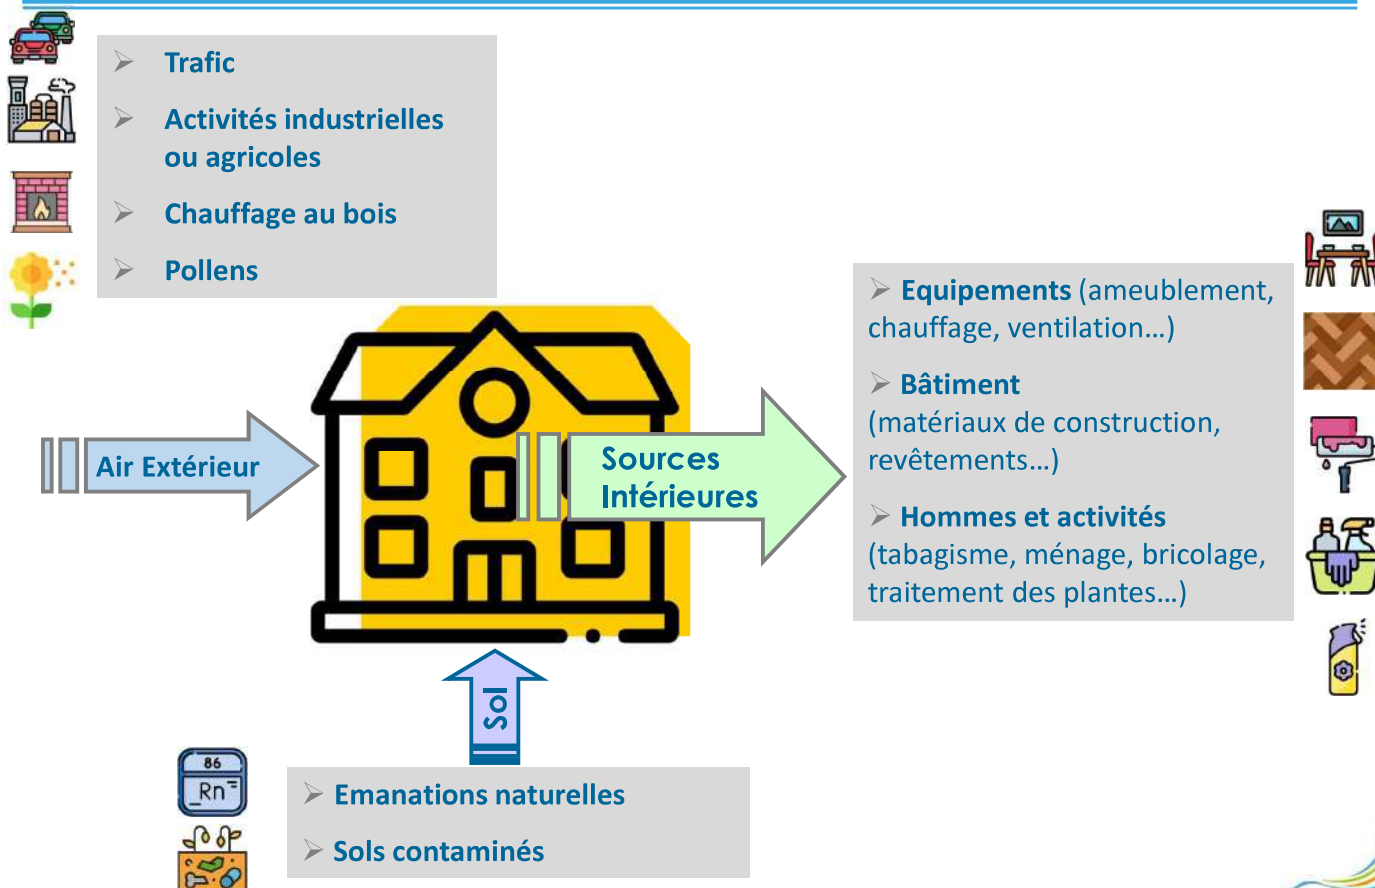 ➢ Trafic
➢ Activités industrielles
ou agricoles
➢ Chauffage au bois
➢ Pollens
Air Extérieur
Sources
Intérieures
➢ Equipements (ameublement,
chauffage, ventilation…)
➢ Bâtiment
(matériaux de construction,
revêtements…)
➢ Hommes et activités
(tabagisme, ménage, bricolage,
traitement des plantes…)
Sol
86
Rn
➢ Emanations naturelles
➢ Sols contaminés